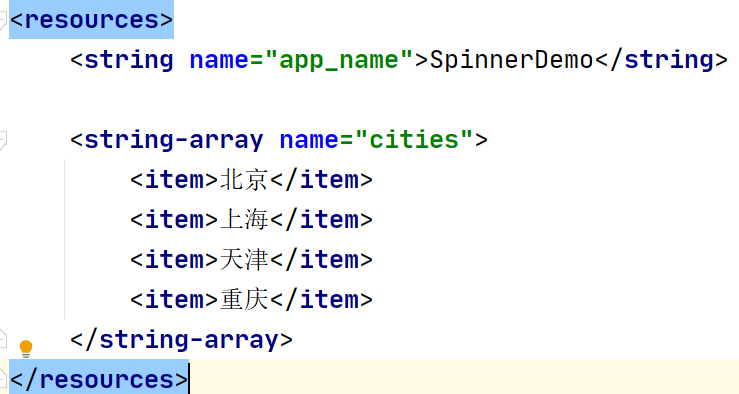 <resources>
    <string name="app_name">SpinnerDemo</string>
    <string-array name="cities">
        <item>北京</item>
        <item>上海</item>
        <item>天津</item>
        <item>重庆</item>
    </string-array>
</resources>